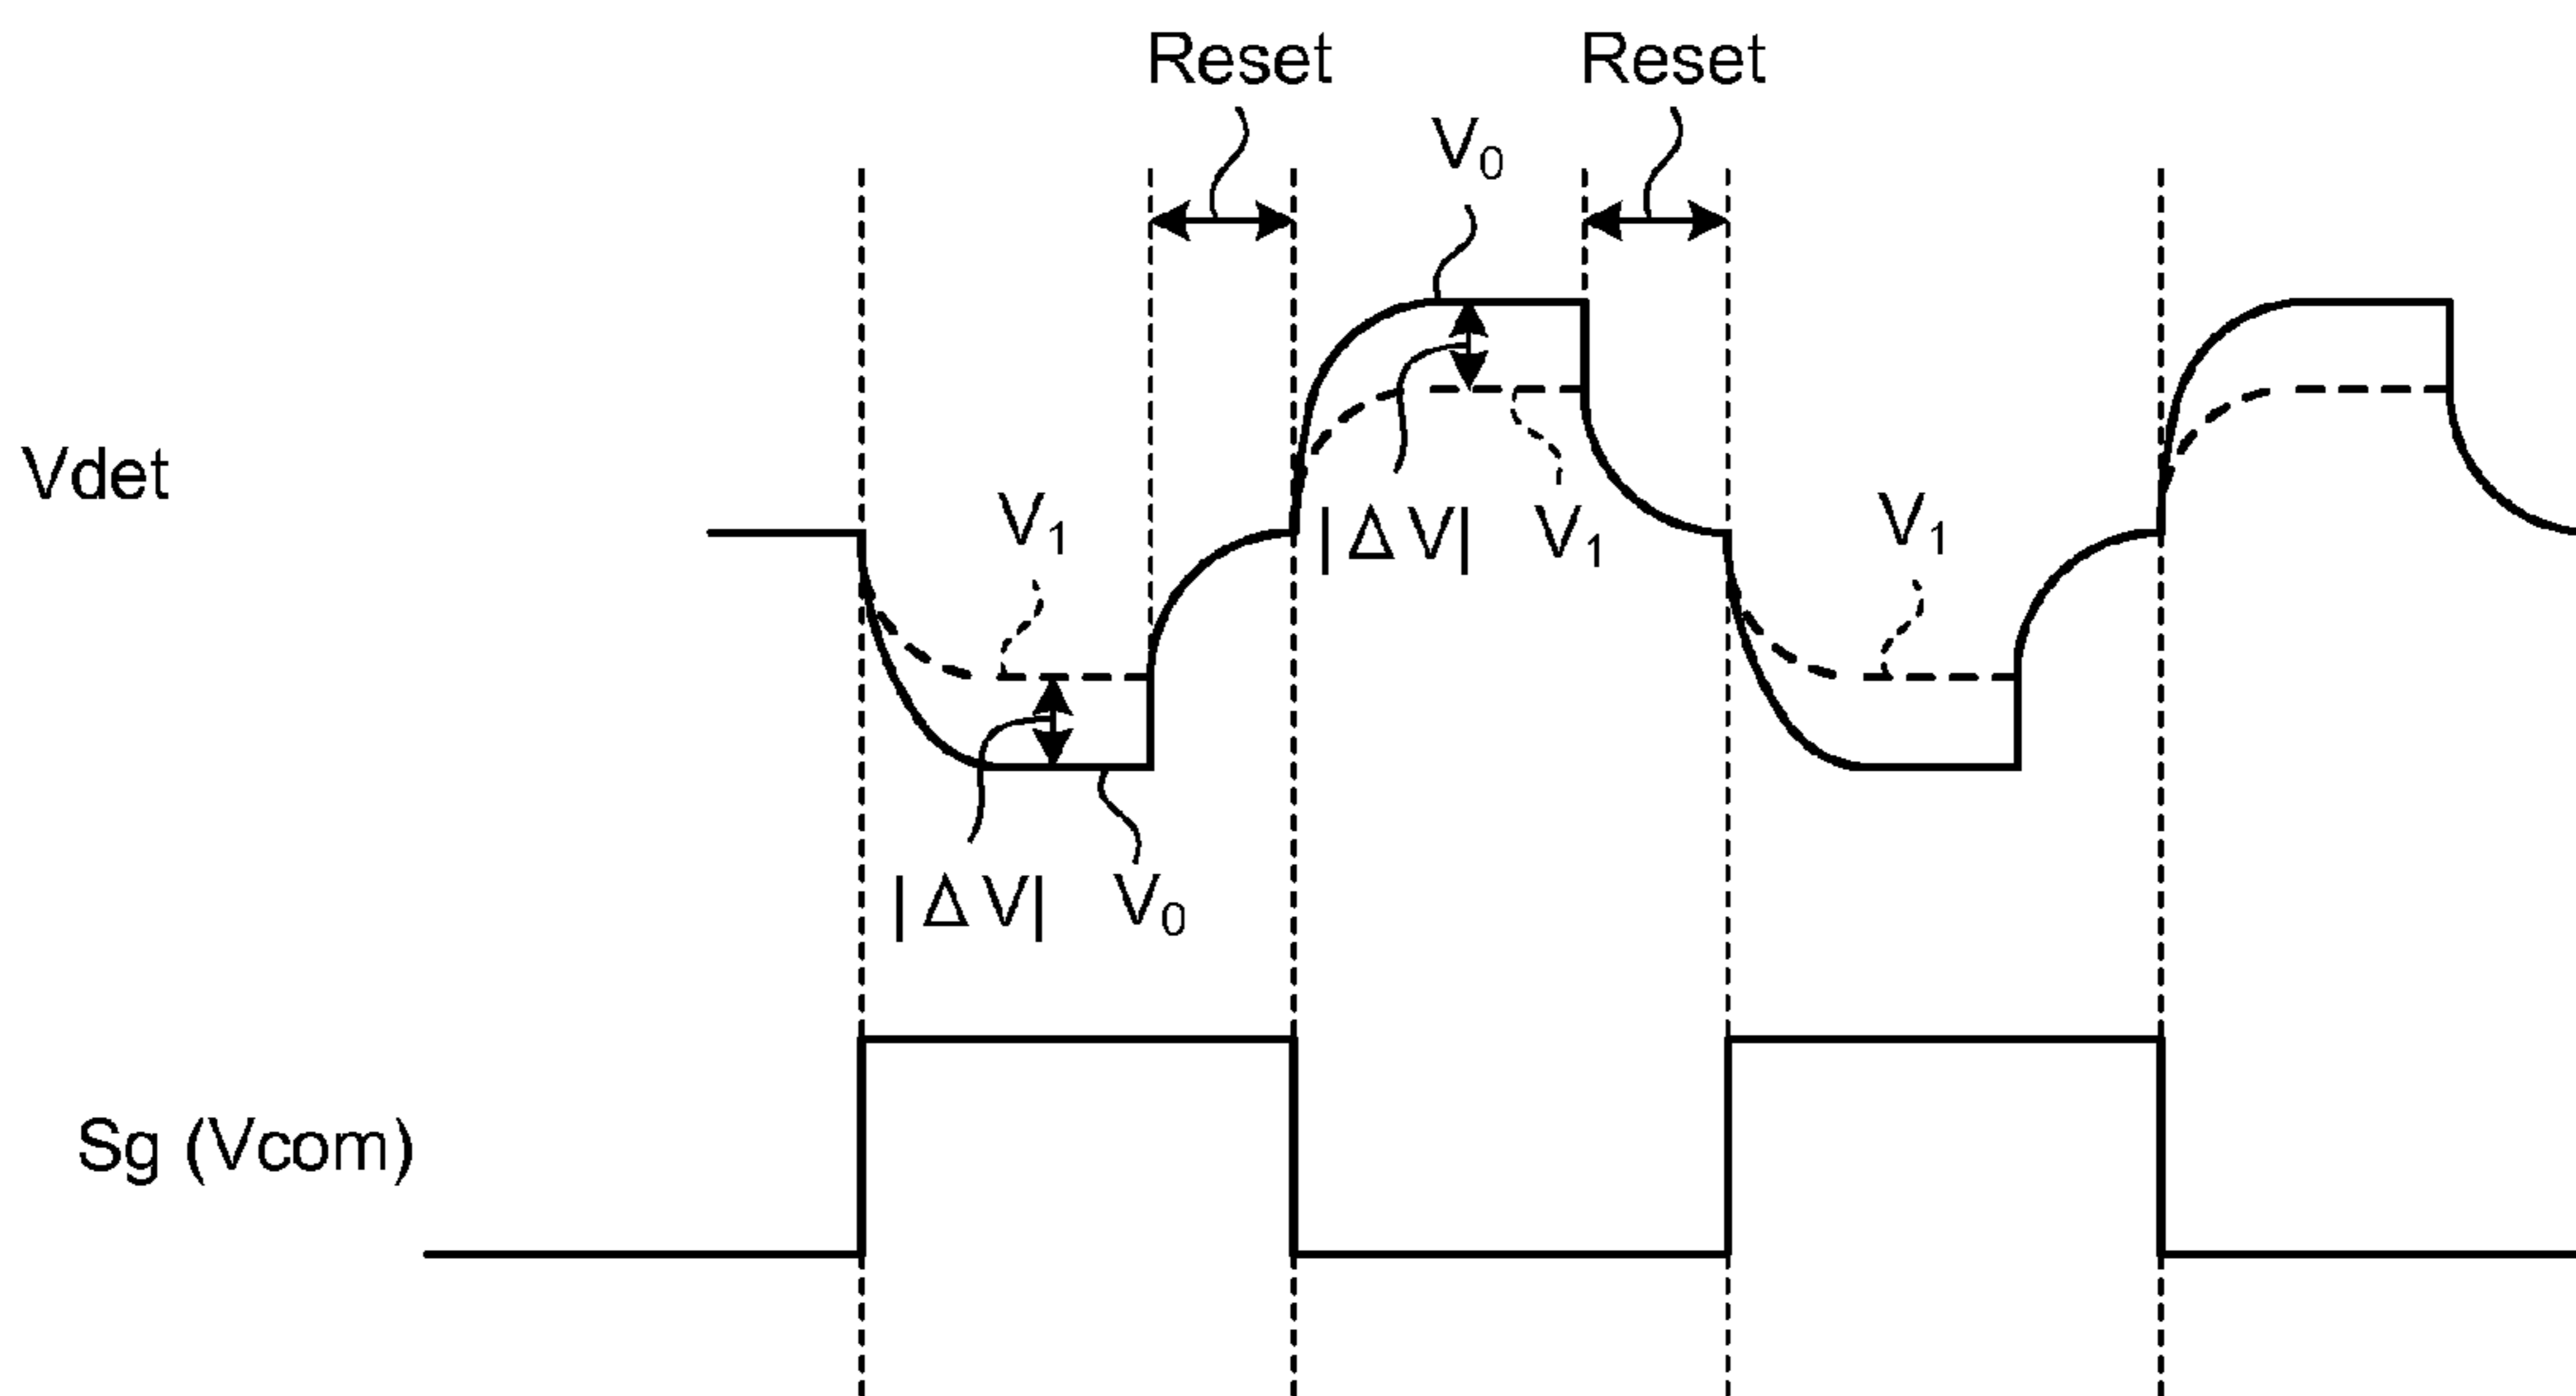 Reset Reset
V₀
Vdet
V₁ |ΔV| V₁ V₁
|ΔV| V₀
Sg (Vcom)